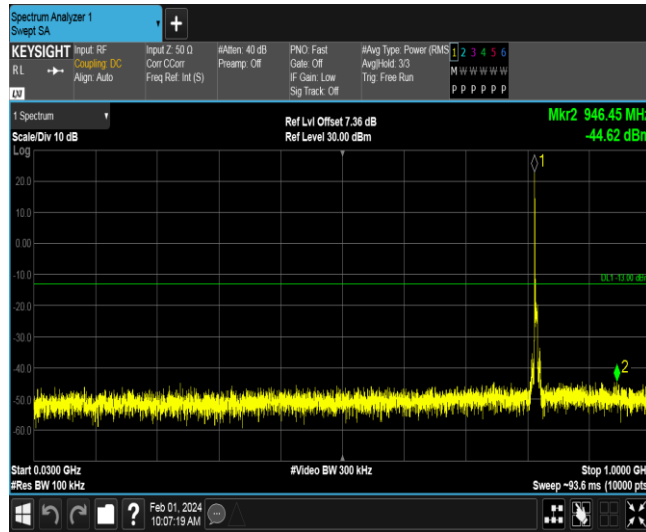 Spectrum Analyzer 1
Swept SA
+
KEYSIGHT
RL
LXI
Input: RF
Coupling: DC
Align: Auto
Input Z: 50 Ω
Corr CCorr
Freq Ref: Int (S)
#Atten: 40 dB
Preamp: Off
PNO: Fast
Gate: Off
IF Gain: Low
Sig Track: Off
#Avg Type: Power (RMS
Avg|Hold: 3/3
Trig: Free Run
1 2 3 4 5 6
M W W W W W
P P P P P P
1 Spectrum
Scale/Div 10 dB
Log
Ref Lvl Offset 7.36 dB
Ref Level 30.00 dBm
Mkr2 946.45 MHz
-44.62 dBm
1
20.0
10.0
0.00
-10.0
DL1 -13.00 dBm
-20.0
-30.0
-40.0
2
-50.0
-60.0
Start 0.0300 GHz
#Res BW 100 kHz
#Video BW 300 kHz
Stop 1.0000 GH
Sweep ~93.6 ms (10000 pts
?
Feb 01, 2024
10:07:19 AM